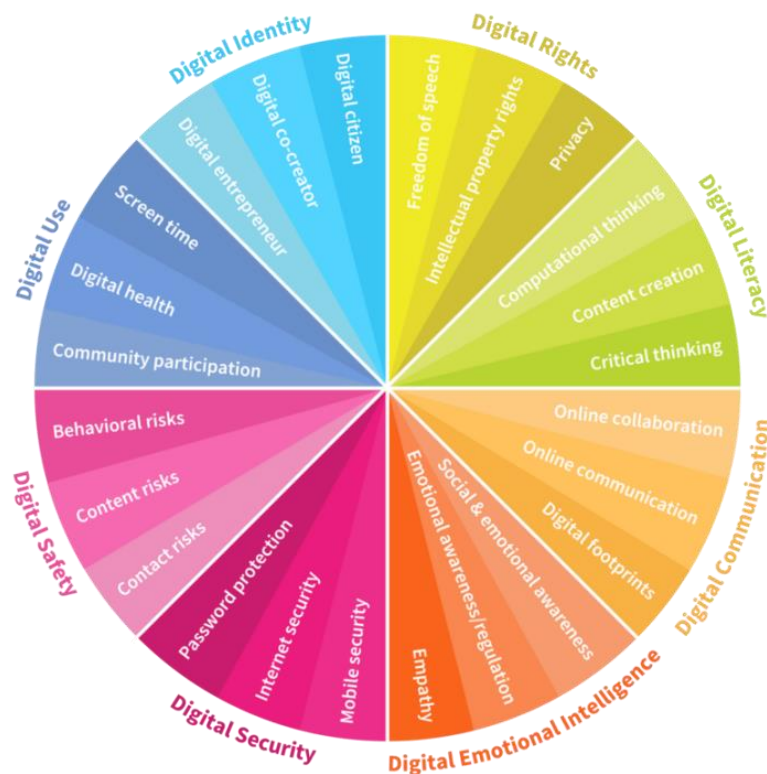 Digital Identity
Digital entrepreneur
Digital co-creator
Digital citizen
Digital Rights
Freedom of speech
Intellectual property rights
Privacy
Digital Literacy
Computational thinking
Content creation
Critical thinking
Digital Communication
Online collaboration
Online communication
Digital footprints
Digital Emotional Intelligence
Social & emotional awareness
Emotional awareness/regulation
Empathy
Digital Security
Mobile security
Internet security
Password protection
Digital Safety
Contact risks
Content risks
Behavioral risks
Digital Use
Community participation
Digital health
Screen time